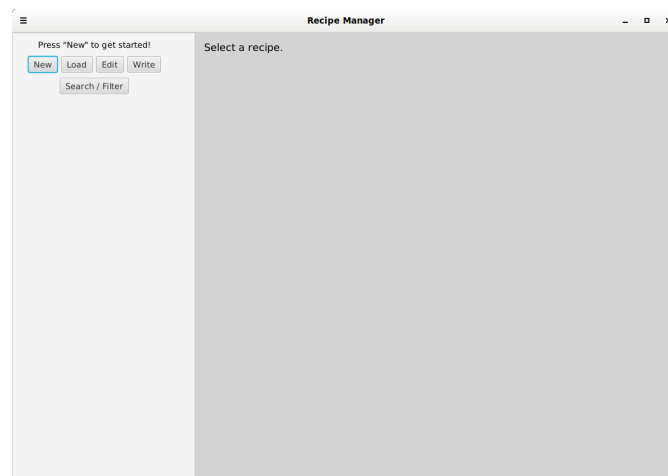 Recipe Manager
Press "New" to get started!
New Load Edit Write
Search / Filter
Select a recipe.